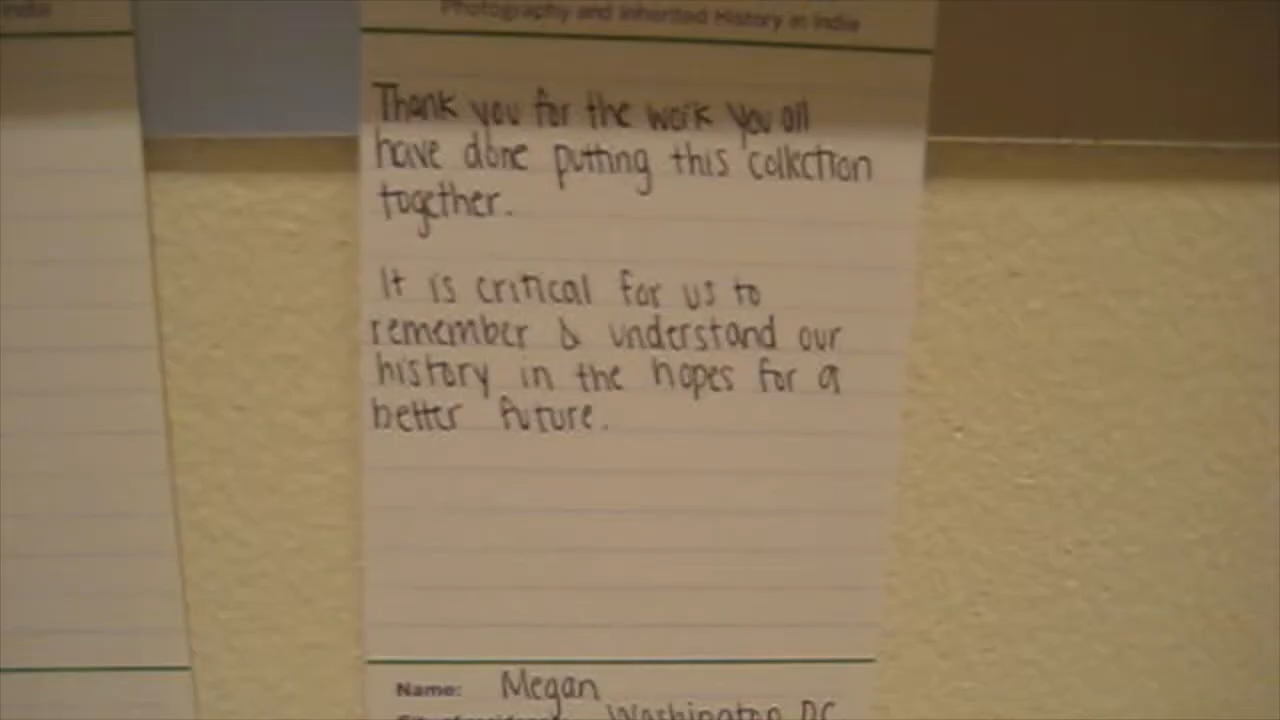 India
Photography and Inherited History in India
Thank you for the work you all
have done putting this collection
together.
It is critical for us to
remember & understand our
history in the hopes for a
better future.
Name: Megan
Washington DC